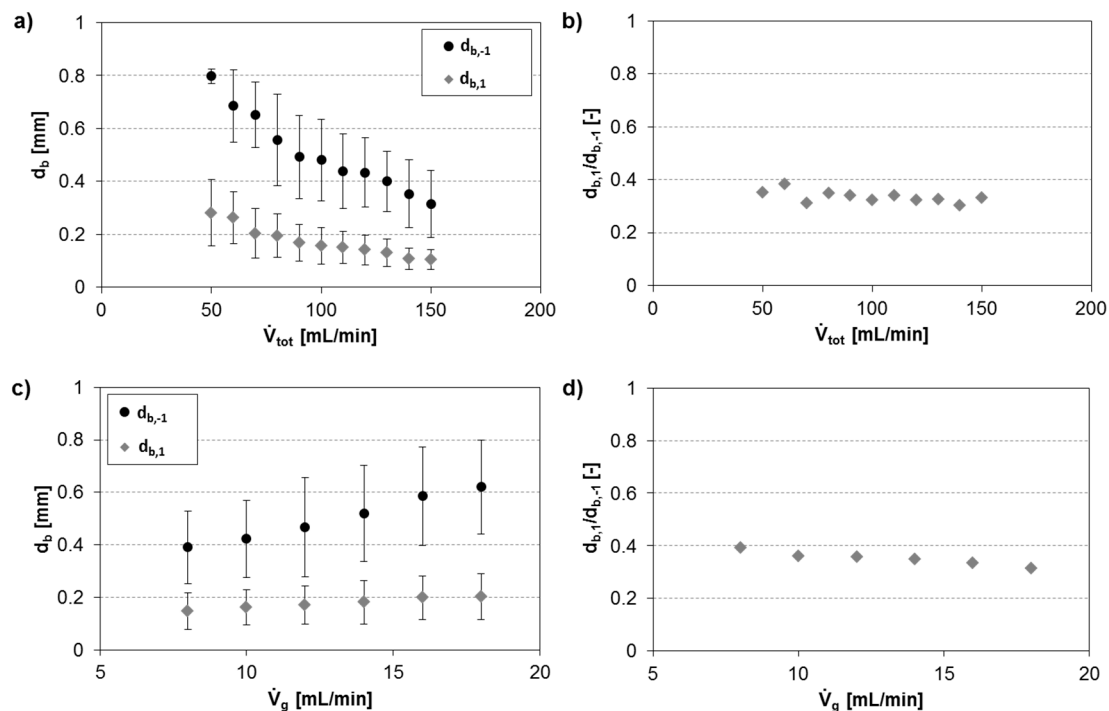 a)
d_b,-1
d_b,1
d_b [mm]
1
0.8
0.6
0.4
0.2
0
0 50 100 150 200
V̇_tot [mL/min]
b)
d_b,1/d_b,-1 [-]
1
0.8
0.6
0.4
0.2
0
0 50 100 150 200
V̇_tot [mL/min]
c)
d_b,-1
d_b,1
d_b [mm]
1
0.8
0.6
0.4
0.2
0
5 10 15 20
V̇_g [mL/min]
d)
d_b,1/d_b,-1 [-]
1
0.8
0.6
0.4
0.2
0
5 10 15 20
V̇_g [mL/min]